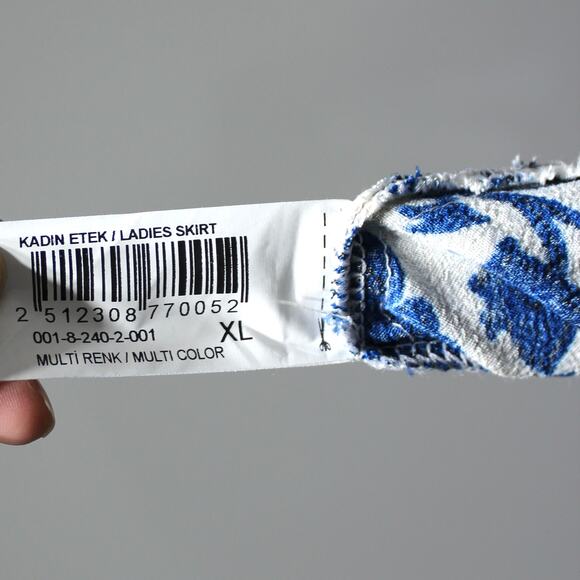 KADIN ETEK / LADIES SKIRT
2 512308 770052
001-8-240-2-001 XL
MULTİ RENK / MULTI COLOR